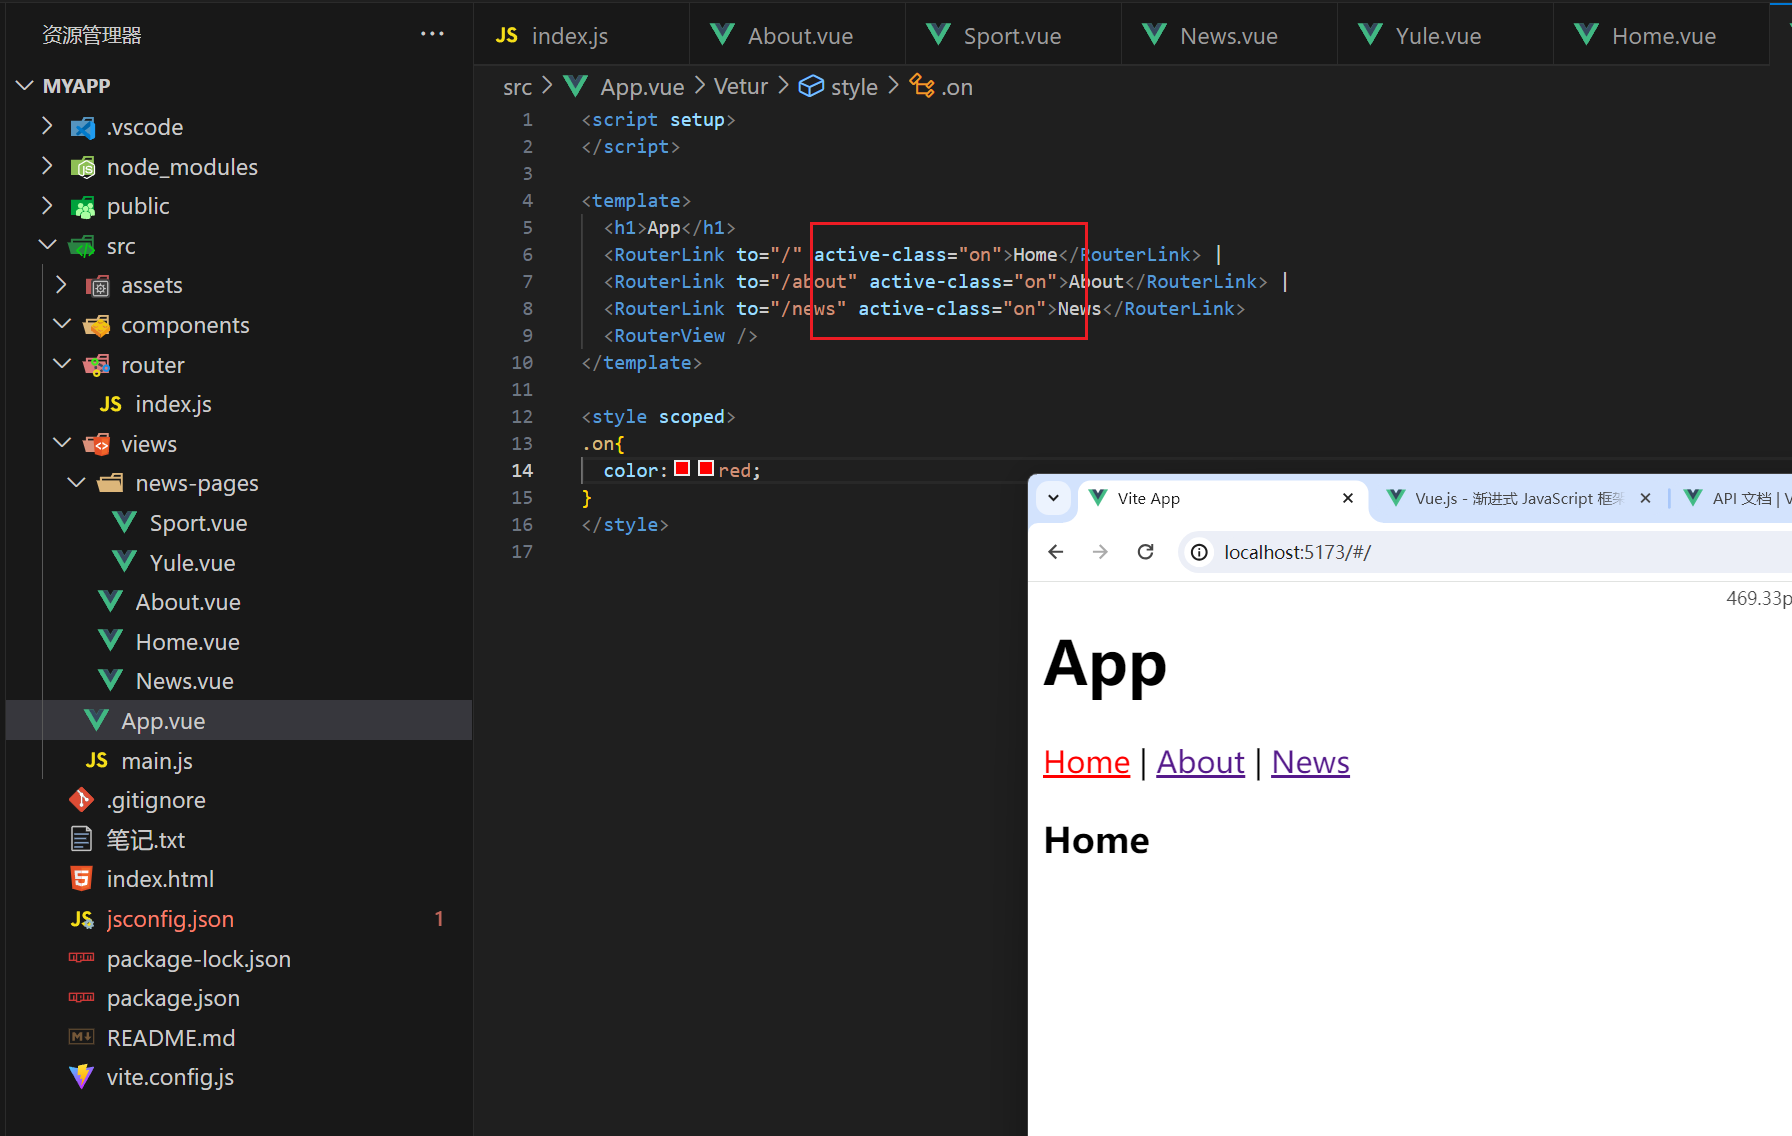 资源管理器 ···
MYAPP
.vscode
node_modules
public
src
assets
components
router
JS index.js
views
news-pages
Sport.vue
Yule.vue
About.vue
Home.vue
News.vue
App.vue
JS main.js
.gitignore
笔记.txt
index.html
JS jsconfig.json 1
package-lock.json
package.json
README.md
vite.config.js
JS index.js About.vue Sport.vue News.vue Yule.vue Home.vue
src > App.vue > Vetur > style > .on
1 <script setup>
2 </script>
3
4 <template>
5 <h1>App</h1>
6 <RouterLink to="/" active-class="on">Home</RouterLink> |
7 <RouterLink to="/about" active-class="on">About</RouterLink> |
8 <RouterLink to="/news" active-class="on">News</RouterLink>
9 <RouterView />
10 </template>
11
12 <style scoped>
13 .on{
14 color: red;
15 }
16 </style>
17
Vite App Vue.js - 渐进式 JavaScript 框 API 文档 |
localhost:5173/#/
469.33p
App
Home | About | News
Home